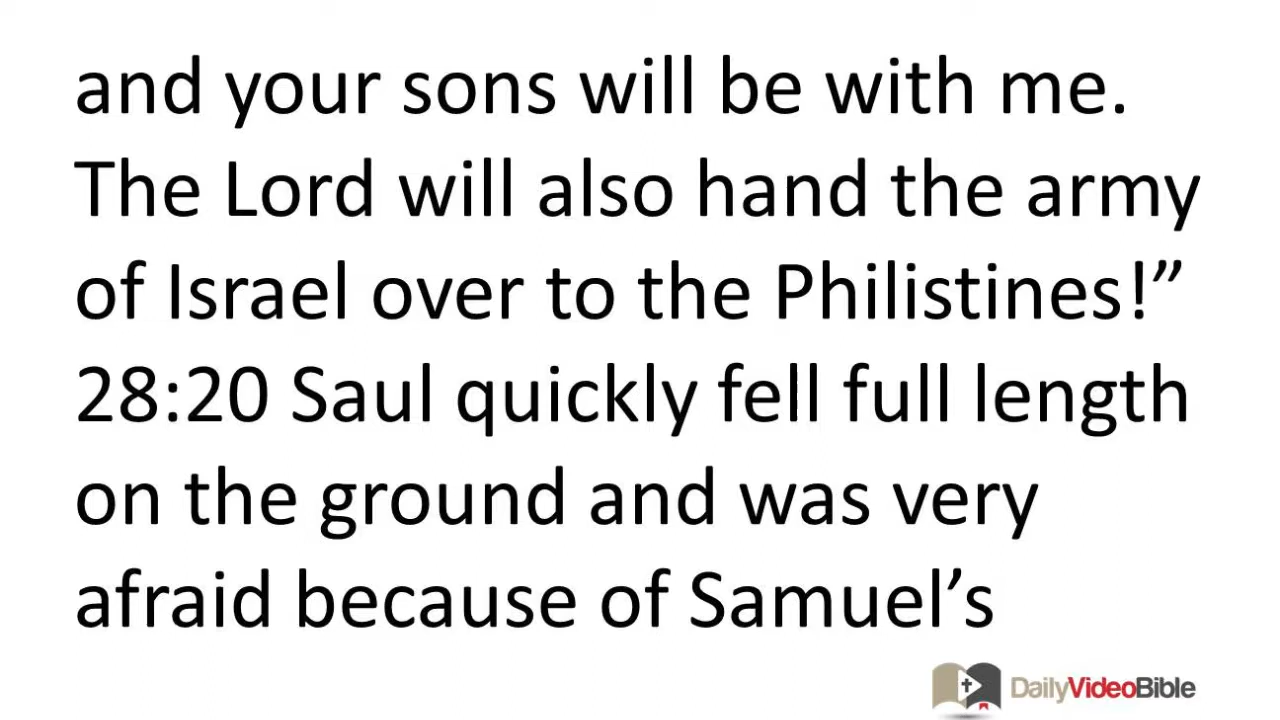 and your sons will be with me.
The Lord will also hand the army
of Israel over to the Philistines!”
28:20 Saul quickly fell full length
on the ground and was very
afraid because of Samuel’s
DailyVideoBible